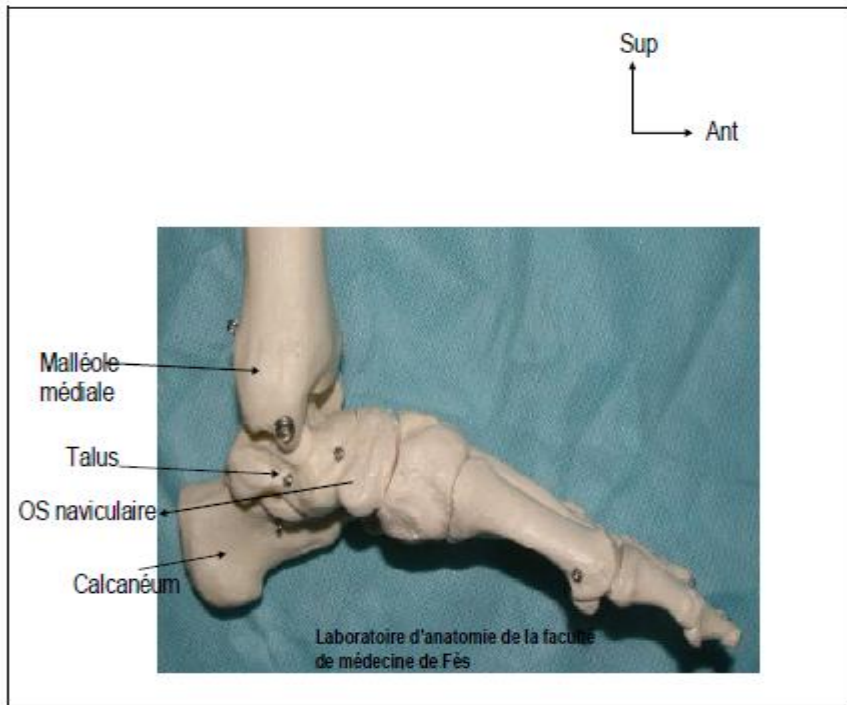 Sup
Ant
Malléole
médiale
Talus
OS naviculaire
Calcanéum
Laboratoire d'anatomie de la faculté
de médecine de Fès